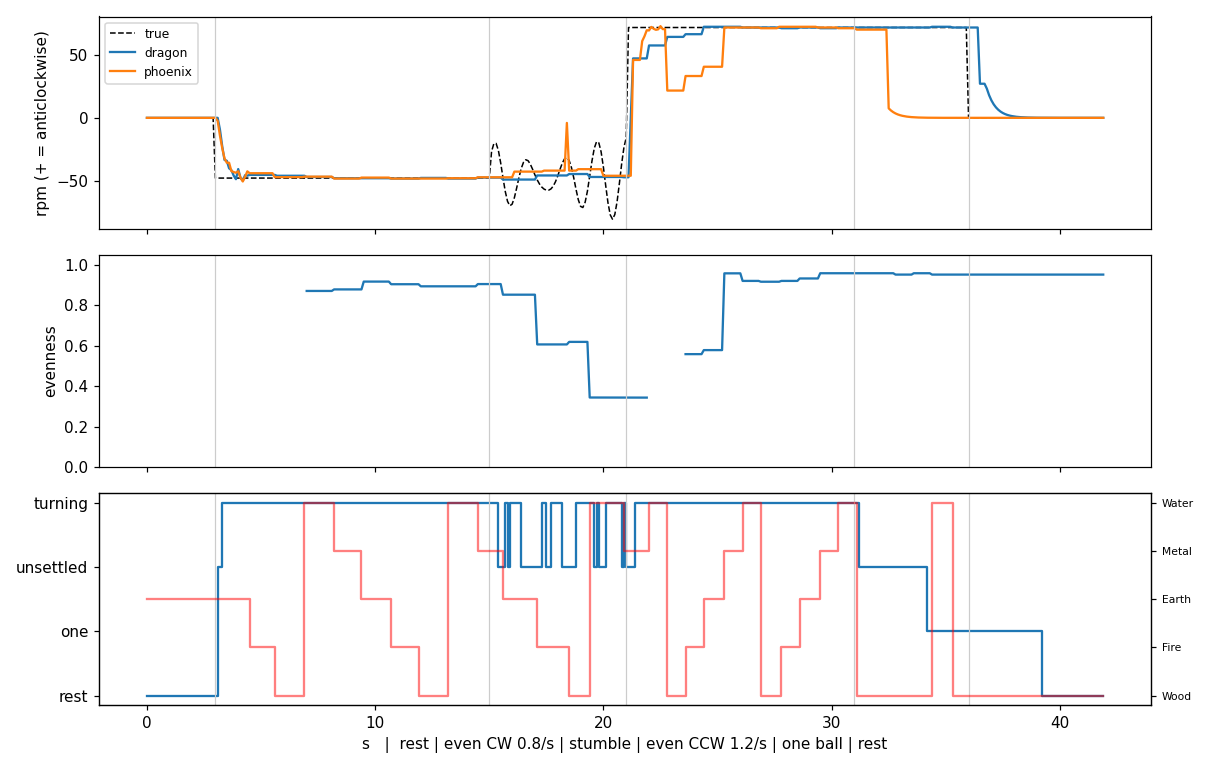 rpm (+ = anticlockwise)
50
0
−50
true
dragon
phoenix
evenness
1.0
0.8
0.6
0.4
0.2
0.0
turning
unsettled
one
rest
Water
Metal
Earth
Fire
Wood
0
10
20
30
40
s | rest | even CW 0.8/s | stumble | even CCW 1.2/s | one ball | rest